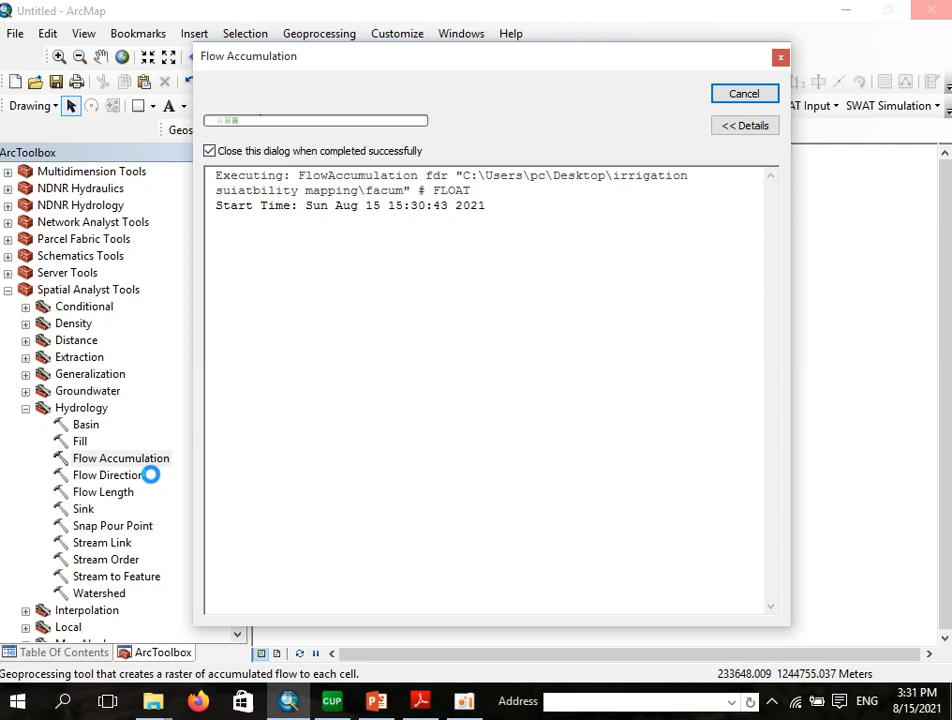 Untitled - ArcMap
File Edit View Bookmarks Insert Selection Geoprocessing Customize Windows Help
Flow Accumulation
x
Cancel
Drawing
A
AT Input SWAT Simulation
<< Details
Geos
Close this dialog when completed successfully
ArcToolbox
Multidimension Tools
NDNR Hydraulics
NDNR Hydrology
Network Analyst Tools
Parcel Fabric Tools
Schematics Tools
Server Tools
Spatial Analyst Tools
Conditional
Density
Distance
Extraction
Generalization
Groundwater
Hydrology
Basin
Fill
Flow Accumulation
Flow Direction
Flow Length
Sink
Snap Pour Point
Stream Link
Stream Order
Stream to Feature
Watershed
Interpolation
Local
Executing: FlowAccumulation fdr "C:\Users\pc\Desktop\irrigation
suiatbility mapping\facum" # FLOAT
Start Time: Sun Aug 15 15:30:43 2021
Table Of Contents ArcToolbox
Geoprocessing tool that creates a raster of accumulated flow to each cell.
233648.009 1244755.037 Meters
CUP
Address
ENG
3:31 PM
8/15/2021